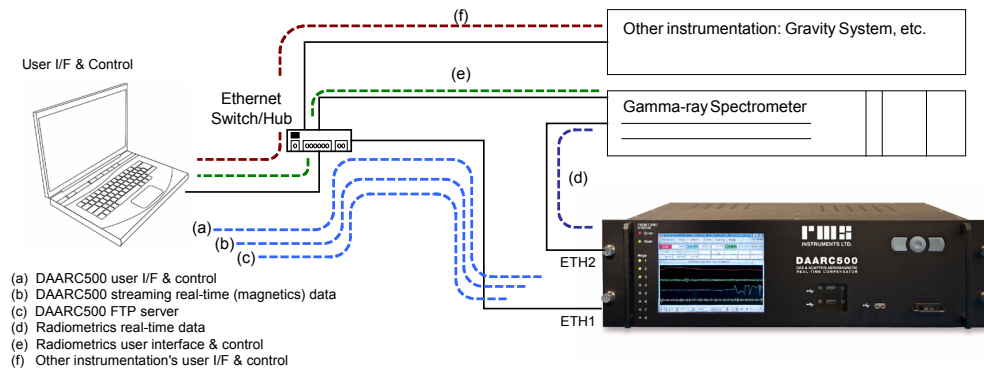 (f)
Other instrumentation: Gravity System, etc.
User I/F & Control
(e)
Ethernet
Switch/Hub
Gamma-ray Spectrometer
(d)
rms
INSTRUMENTS LTD.
DAARC500
(a)
(b)
(c)
ETH2
ETH1
(a) DAARC500 user I/F & control
(b) DAARC500 streaming real-time (magnetics) data
(c) DAARC500 FTP server
(d) Radiometrics real-time data
(e) Radiometrics user interface & control
(f) Other instrumentation's user I/F & control